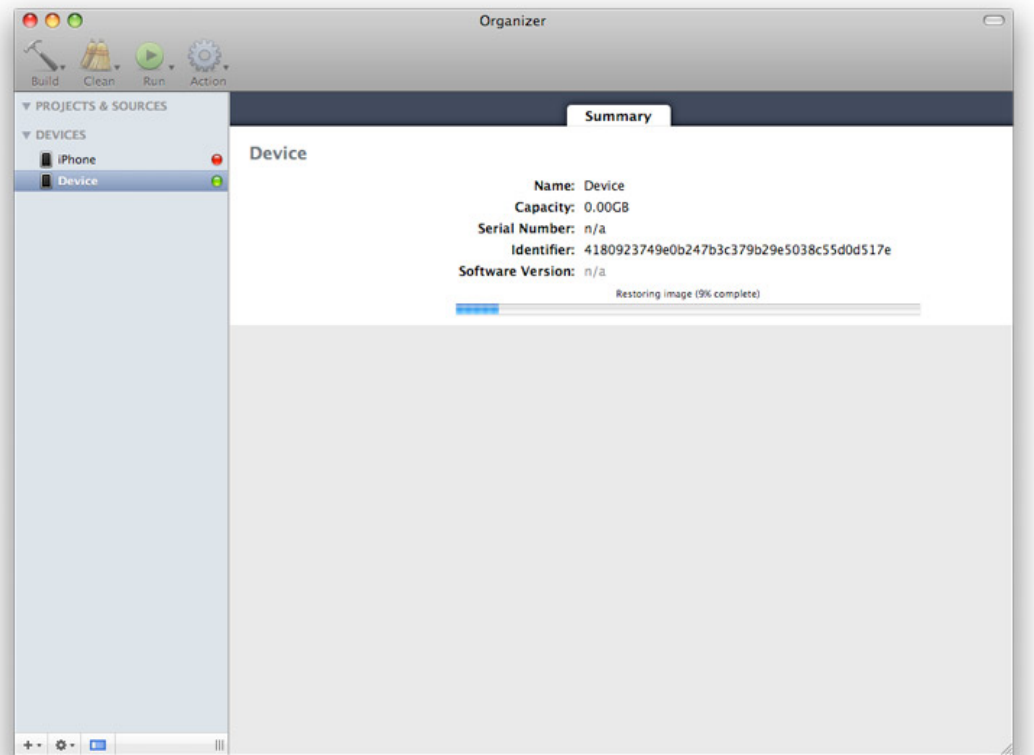 Organizer
Build Clean Run Action
PROJECTS & SOURCES
DEVICES
iPhone
Device
Summary
Device
Name: Device
Capacity: 0.00GB
Serial Number: n/a
Identifier: 4180923749e0b247b3c379b29e5038c55d0d517e
Software Version: n/a
Restoring image (9% complete)